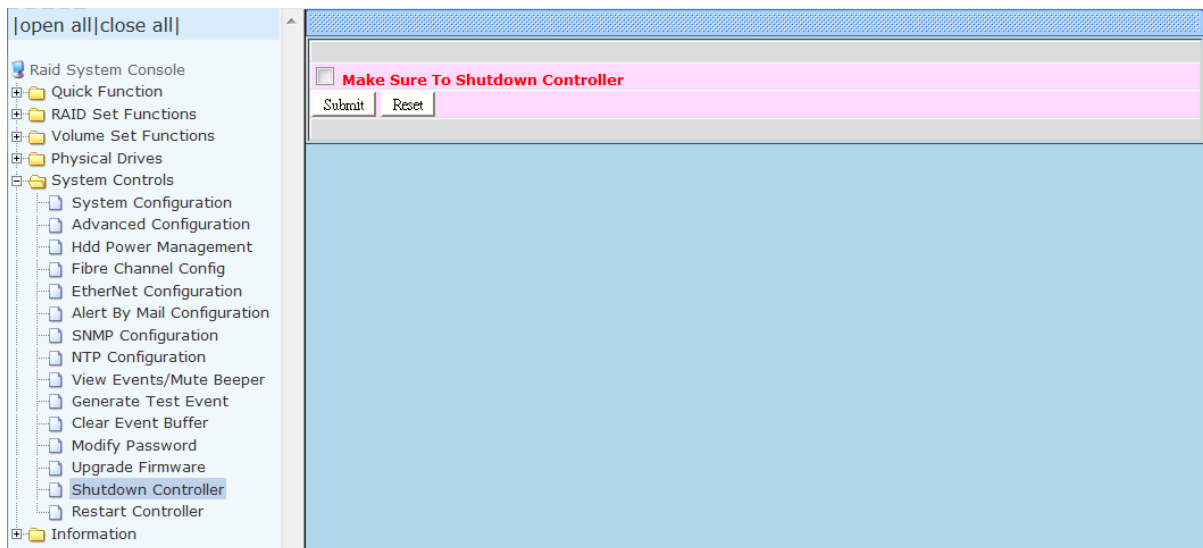 |open all|close all|
Raid System Console
Quick Function
RAID Set Functions
Volume Set Functions
Physical Drives
System Controls
System Configuration
Advanced Configuration
Hdd Power Management
Fibre Channel Config
EtherNet Configuration
Alert By Mail Configuration
SNMP Configuration
NTP Configuration
View Events/Mute Beeper
Generate Test Event
Clear Event Buffer
Modify Password
Upgrade Firmware
Shutdown Controller
Restart Controller
Information
Make Sure To Shutdown Controller
Submit Reset